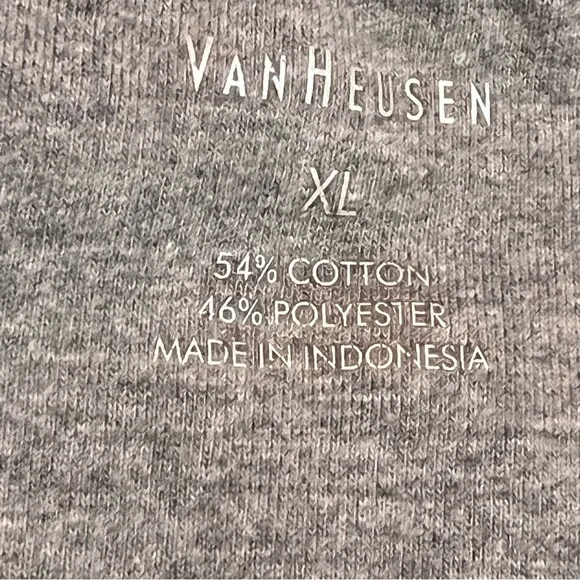 VANHEUSEN
XL
54% COTTON
46% POLYESTER
MADE IN INDONESIA